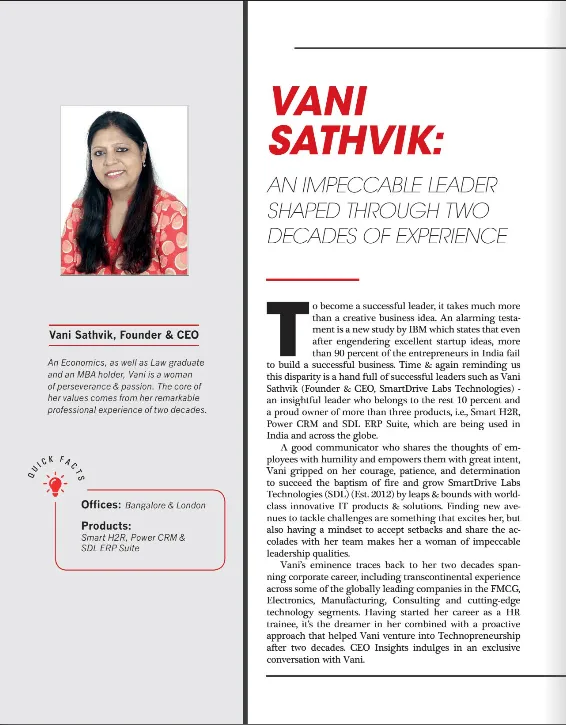 Vani Sathvik, Founder & CEO
An Economics, as well as Law graduate
and an MBA holder, Vani is a woman
of perseverance & passion. The core of
her values comes from her remarkable
professional experience of two decades.
QUICK FACTS
Offices: Bangalore & London
Products:
Smart H2R, Power CRM &
SDL ERP Suite
VANI
SATHVIK:
AN IMPECCABLE LEADER
SHAPED THROUGH TWO
DECADES OF EXPERIENCE
To become a successful leader, it takes much more
than a creative business idea. An alarming testa-
ment is a new study by IBM which states that even
after engendering excellent startup ideas, more
than 90 percent of the entrepreneurs in India fail
to build a successful business. Time & again reminding us
this disparity is a hand full of successful leaders such as Vani
Sathvik (Founder & CEO, SmartDrive Labs Technologies) -
an insightful leader who belongs to the rest 10 percent and
a proud owner of more than three products, i.e., Smart H2R,
Power CRM and SDL ERP Suite, which are being used in
India and across the globe.
A good communicator who shares the thoughts of em-
ployees with humility and empowers them with great intent,
Vani gripped on her courage, patience, and determination
to succeed the baptism of fire and grow SmartDrive Labs
Technologies (SDL) (Est. 2012) by leaps & bounds with world-
class innovative IT products & solutions. Finding new ave-
nues to tackle challenges are something that excites her, but
also having a mindset to accept setbacks and share the ac-
colades with her team makes her a woman of impeccable
leadership qualities.
Vani's eminence traces back to her two decades span-
ning corporate career, including transcontinental experience
across some of the globally leading companies in the FMCG,
Electronics, Manufacturing, Consulting and cutting-edge
technology segments. Having started her career as a HR
trainee, it's the dreamer in her combined with a proactive
approach that helped Vani venture into Technopreneurship
after two decades. CEO Insights indulges in an exclusive
conversation with Vani.